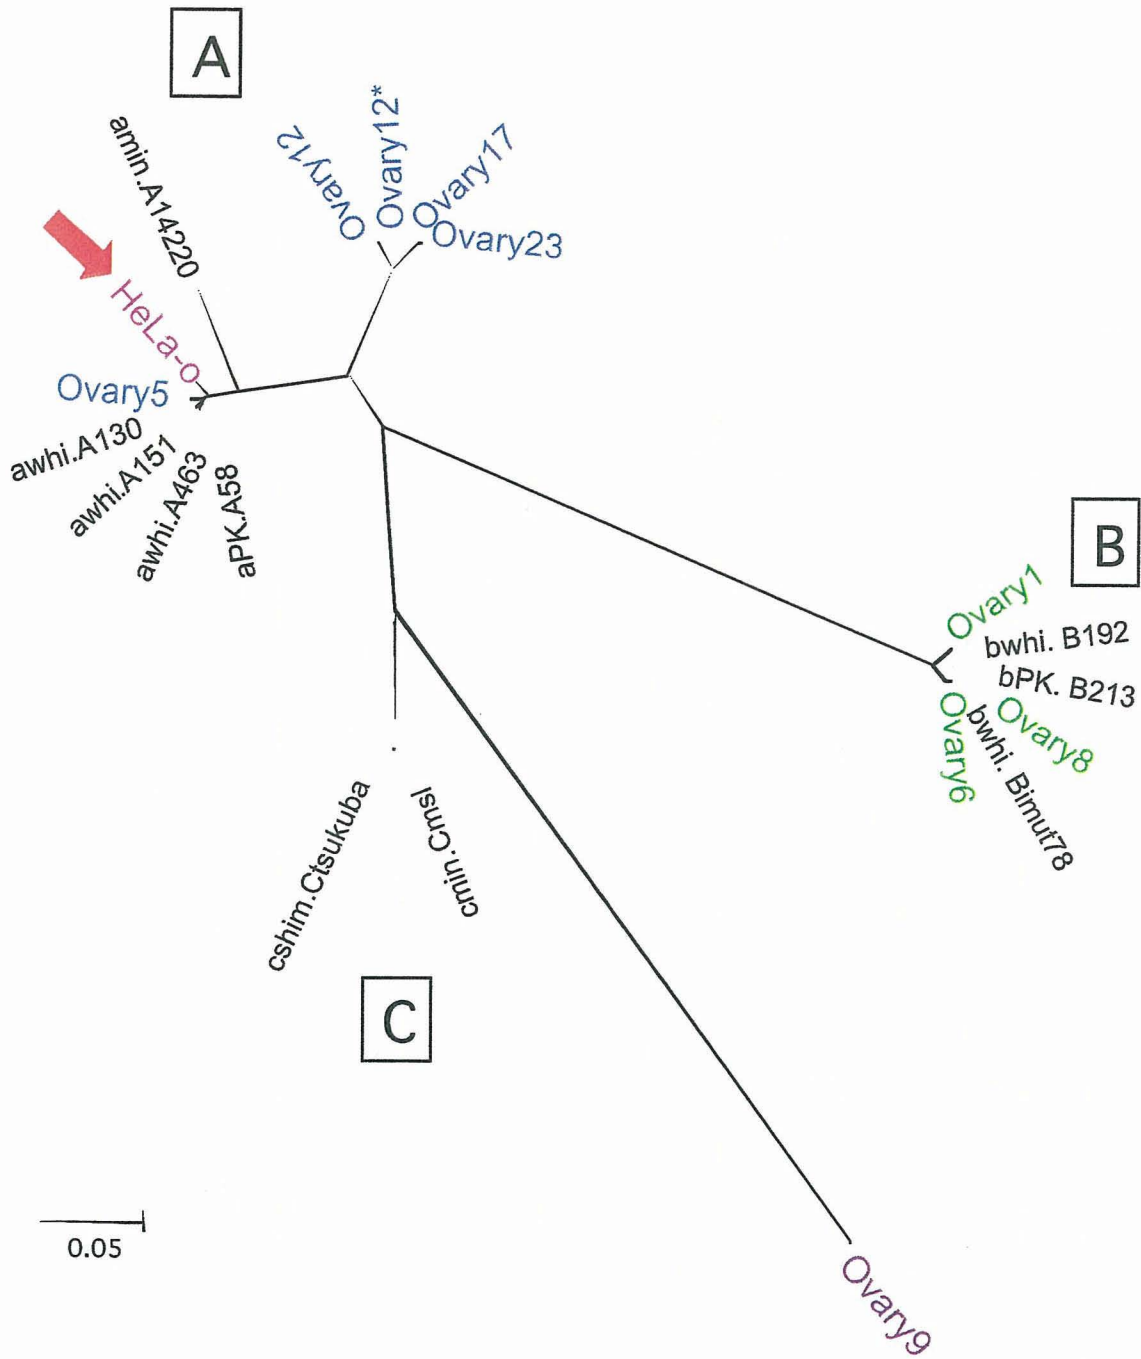 A
amin.A14220
Ovary12
Ovary12*
Ovary17
Ovary23
HeLa-o
Ovary5
awhi.A130
awhi.A151
awhi.A463
aPK.A58
B
Ovary1
bwhi. B192
bPK. B213
Ovary8
bwhi. Bimut78
Ovary6
cshim.Ctsukuba
cmin.Cmsl
C
0.05
Ovary9